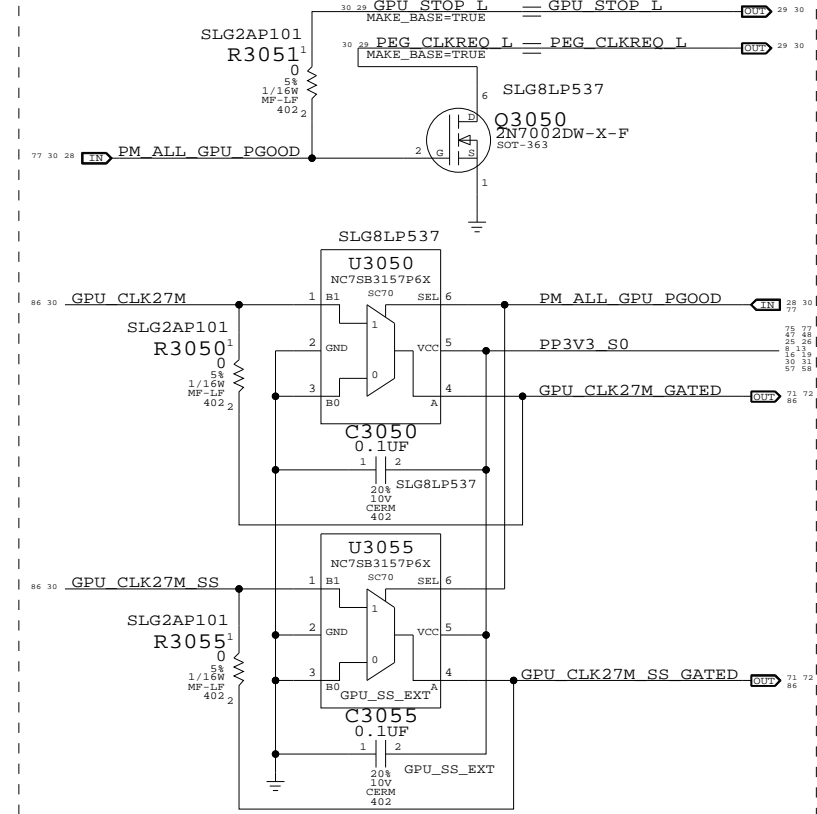 30 29 GPU_STOP_L GPU_STOP_L OUT 29 30
MAKE_BASE=TRUE
SLG2AP101
R3051 1
0
5%
1/16W
MF-LF
402 2
30 29 PEG_CLKREQ_L PEG_CLKREQ_L OUT 29 30
MAKE_BASE=TRUE
6 SLG8LP537
D Q3050
2N7002DW-X-F
SOT-363
77 30 28 IN PM_ALL_GPU_PGOOD 2 G S
1
SLG8LP537
U3050
NC7SB3157P6X
SC70
86 30 GPU_CLK27M 1 B1 SEL 6 PM_ALL_GPU_PGOOD IN 28 30
77
1
SLG2AP101
R3050 1
0
5%
1/16W
MF-LF
402 2
2 GND VCC 5 PP3V3_S0
75 77
47 48
25 26
8 13
16 19
30 31
57 58
0
3 B0 A 4 GPU_CLK27M_GATED OUT 71 72
86
C3050
0.1UF
1 2
20%
10V
CERM
402
SLG8LP537
U3055
NC7SB3157P6X
SC70
86 30 GPU_CLK27M_SS 1 B1 SEL 6
1
SLG2AP101
R3055 1
0
5%
1/16W
MF-LF
402 2
2 GND VCC 5
0
3 B0 A 4 GPU_CLK27M_SS_GATED OUT 71 72
86
GPU_SS_EXT
C3055
0.1UF
1 2
20%
10V
CERM
402
GPU_SS_EXT